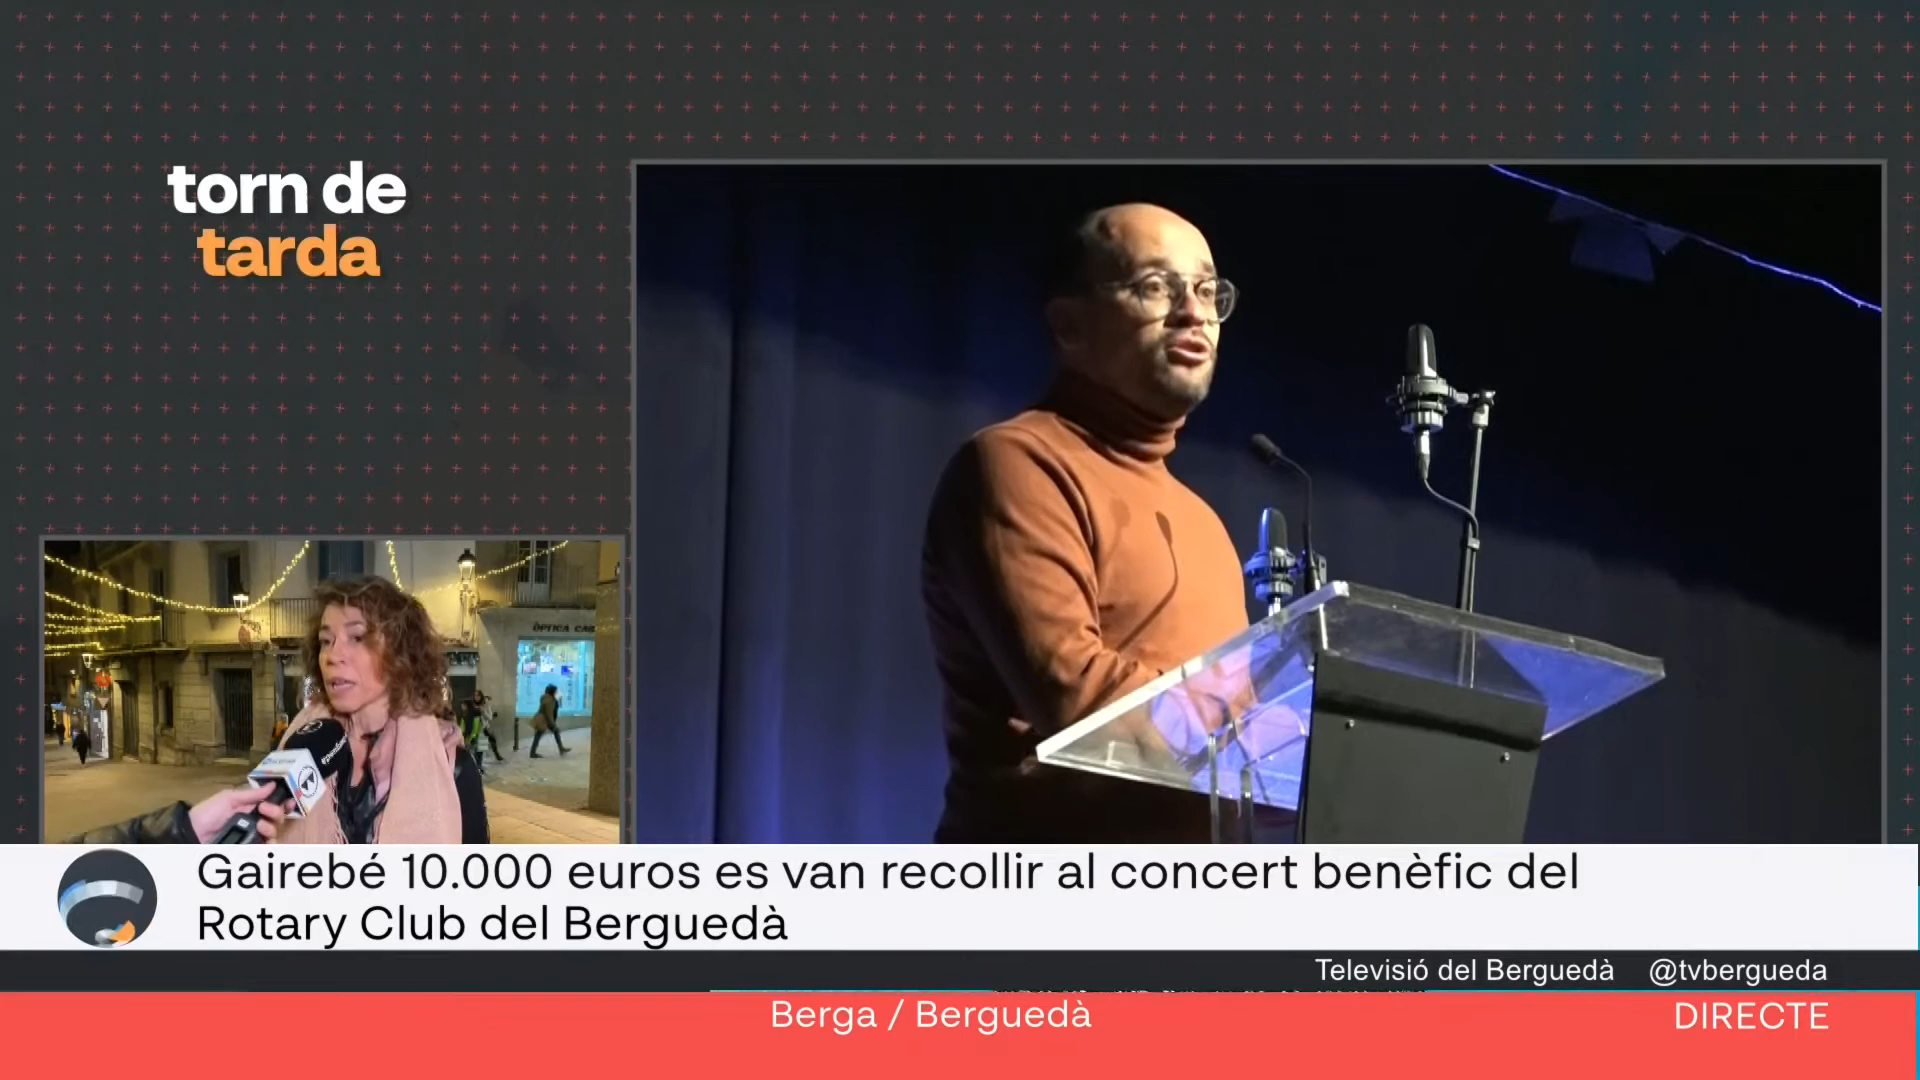 torn de
tarda
ÒPTICA
Gairebé 10.000 euros es van recollir al concert benèfic del
Rotary Club del Berguedà
Televisió del Berguedà @tvbergueda
Berga / Berguedà
DIRECTE